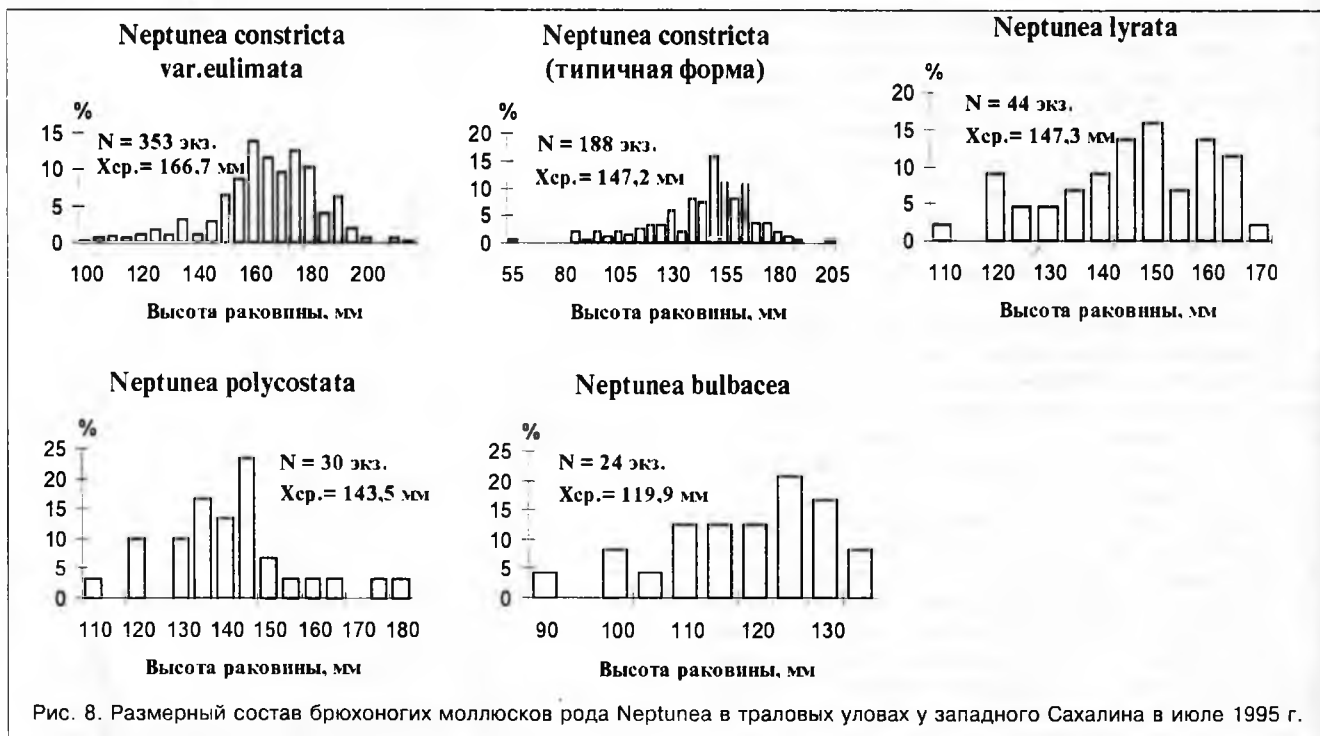 Neptunea constricta
var.eulimata
%
15
10
5
0
N = 353 экз.
Xср.= 166,7 мм
100 120 140 160 180 200
Высота раковины, мм
Neptunea constricta
(типичная форма)
%
20
15
10
5
0
N = 188 экз.
Xср.= 147,2 мм
55 80 105 130 155 180 205
Высота раковины, мм
Neptunea lyrata
%
20
15
10
5
0
N = 44 экз.
Xср.= 147,3 мм
110 120 130 140 150 160 170
Высота раковины, мм
Neptunea polycostata
%
25
20
15
10
5
0
N = 30 экз.
Xср.= 143,5 мм
110 120 130 140 150 160 170 180
Высота раковины, мм
Neptunea bulbacea
%
25
20
15
10
5
0
N = 24 экз.
Xср.= 119,9 мм
90 100 110 120 130
Высота раковины, мм
Рис. 8. Размерный состав брюхоногих моллюсков рода Neptunea в траловых уловах у западного Сахалина в июле 1995 г.